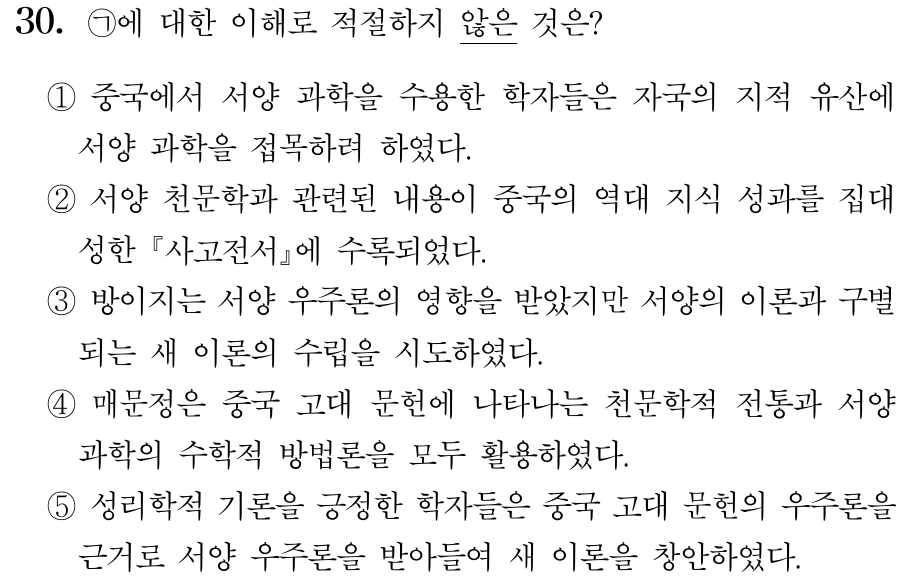 30. ㉠에 대한 이해로 적절하지 않은 것은?
① 중국에서 서양 과학을 수용한 학자들은 자국의 지적 유산에
서양 과학을 접목하려 하였다.
② 서양 천문학과 관련된 내용이 중국의 역대 지식 성과를 집대
성한 『사고전서』에 수록되었다.
③ 방이지는 서양 우주론의 영향을 받았지만 서양의 이론과 구별
되는 새 이론의 수립을 시도하였다.
④ 매문정은 중국 고대 문헌에 나타나는 천문학적 전통과 서양
과학의 수학적 방법론을 모두 활용하였다.
⑤ 성리학적 기론을 긍정한 학자들은 중국 고대 문헌의 우주론을
근거로 서양 우주론을 받아들여 새 이론을 창안하였다.